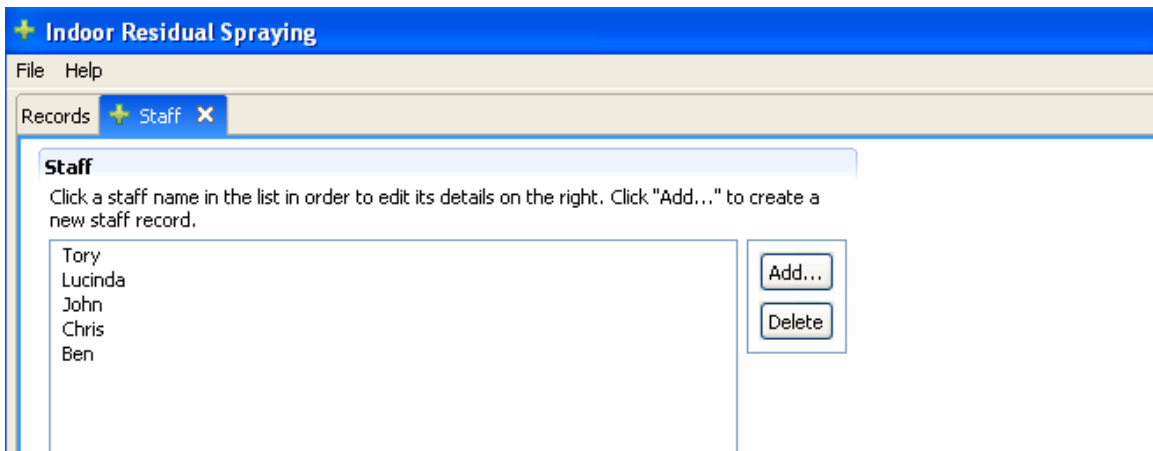 Indoor Residual Spraying
File Help
Records Staff
Staff
Click a staff name in the list in order to edit its details on the right. Click "Add..." to create a
new staff record.
Tory
Lucinda
John
Chris
Ben
Add...
Delete